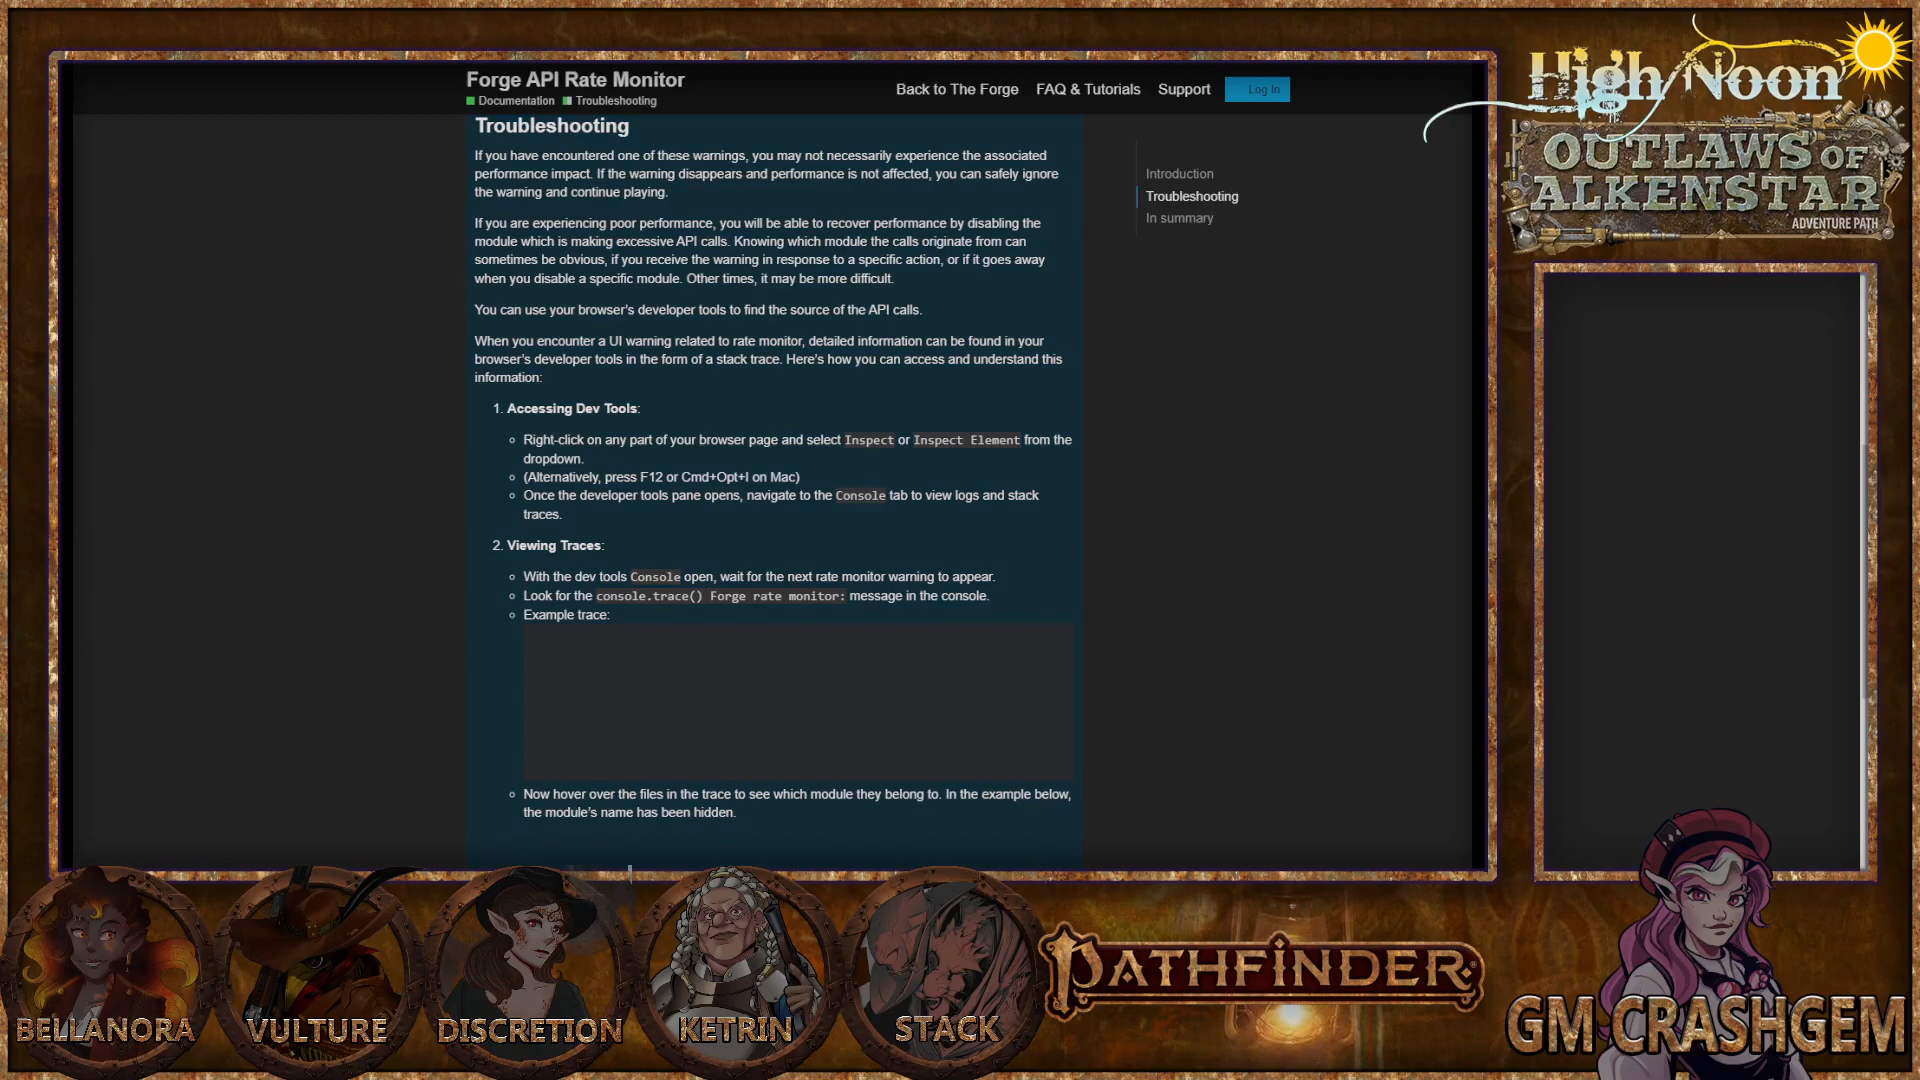 Forge API Rate Monitor
Documentation Troubleshooting
Back to The Forge FAQ & Tutorials Support Log In
High Noon
OUTLAWS OF
ALKENSTAR
ADVENTURE PATH
Troubleshooting
If you have encountered one of these warnings, you may not necessarily experience the associated
performance impact. If the warning disappears and performance is not affected, you can safely ignore
the warning and continue playing.
If you are experiencing poor performance, you will be able to recover performance by disabling the
module which is making excessive API calls. Knowing which module the calls originate from can
sometimes be obvious, if you receive the warning in response to a specific action, or if it goes away
when you disable a specific module. Other times, it may be more difficult.
You can use your browser’s developer tools to find the source of the API calls.
When you encounter a UI warning related to rate monitor, detailed information can be found in your
browser’s developer tools in the form of a stack trace. Here’s how you can access and understand this
information:
1. Accessing Dev Tools:
Right-click on any part of your browser page and select Inspect or Inspect Element from the
dropdown.
(Alternatively, press F12 or Cmd+Opt+I on Mac)
Once the developer tools pane opens, navigate to the Console tab to view logs and stack
traces.
2. Viewing Traces:
With the dev tools Console open, wait for the next rate monitor warning to appear.
Look for the console.trace() Forge rate monitor: message in the console.
Example trace:
Now hover over the files in the trace to see which module they belong to. In the example below,
the module’s name has been hidden.
Introduction
Troubleshooting
In summary
BELLANORA
VULTURE
DISCRETION
KETRIN
STACK
PATHFINDER®
GM CRASHGEM